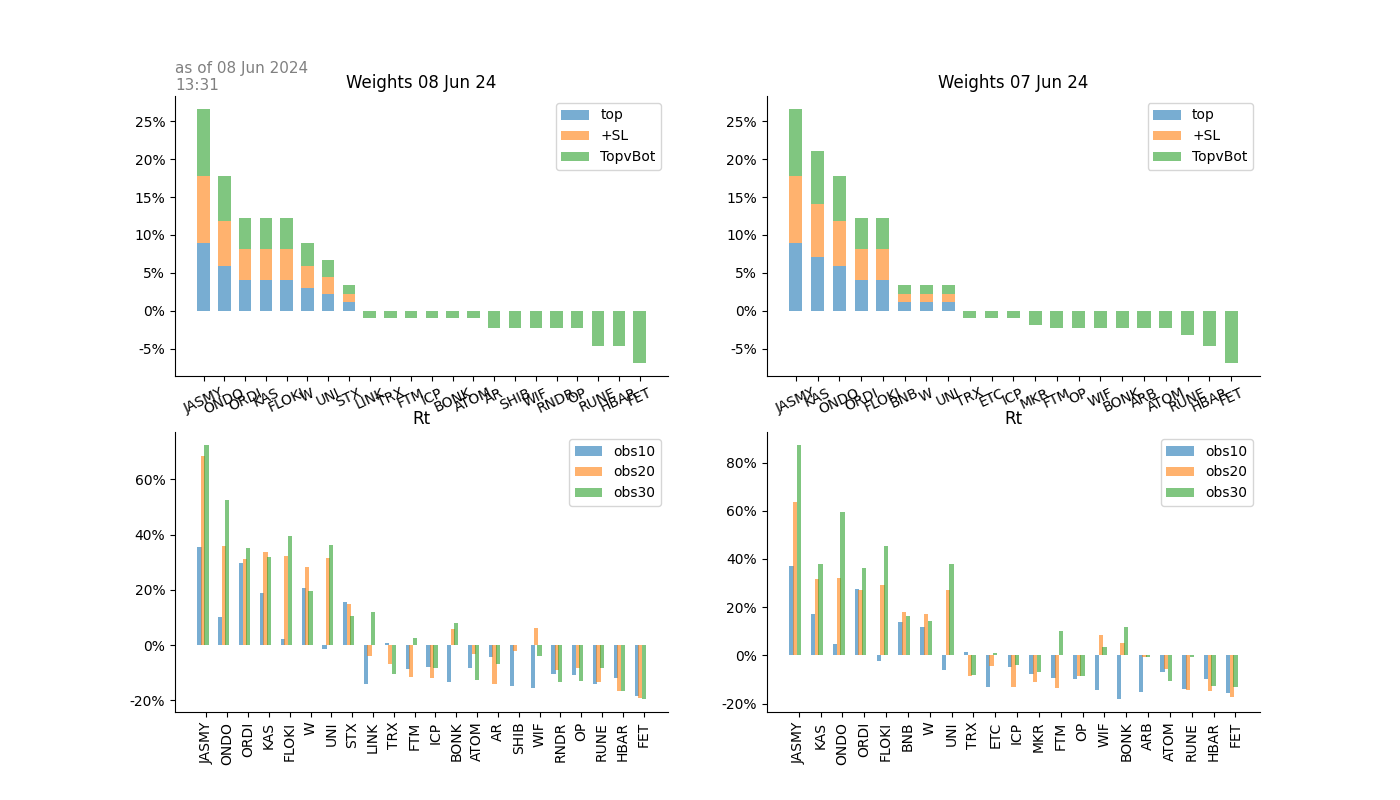 as of 08 Jun 2024
13:31
Weights 08 Jun 24
top
+SL
TopvBot
25%
20%
15%
10%
5%
0%
-5%
JASMY ONDO ORDI KAS FLOKI W UNI STX LINK TRX FTM ICP BONK ATOM AR SHIB WIF RNDR OP RUNE HBAR FET
Weights 07 Jun 24
top
+SL
TopvBot
25%
20%
15%
10%
5%
0%
-5%
JASMY KAS ONDO ORDI FLOKI BNB W UNI TRX ETC ICP MKR FTM OP WIF BONK ARB ATOM RUNE HBAR FET
Rt
obs10
obs20
obs30
60%
40%
20%
0%
-20%
JASMY ONDO ORDI KAS FLOKI W UNI STX LINK TRX FTM ICP BONK ATOM AR SHIB WIF RNDR OP RUNE HBAR FET
Rt
obs10
obs20
obs30
80%
60%
40%
20%
0%
-20%
JASMY KAS ONDO ORDI FLOKI BNB W UNI TRX ETC ICP MKR FTM OP WIF BONK ARB ATOM RUNE HBAR FET